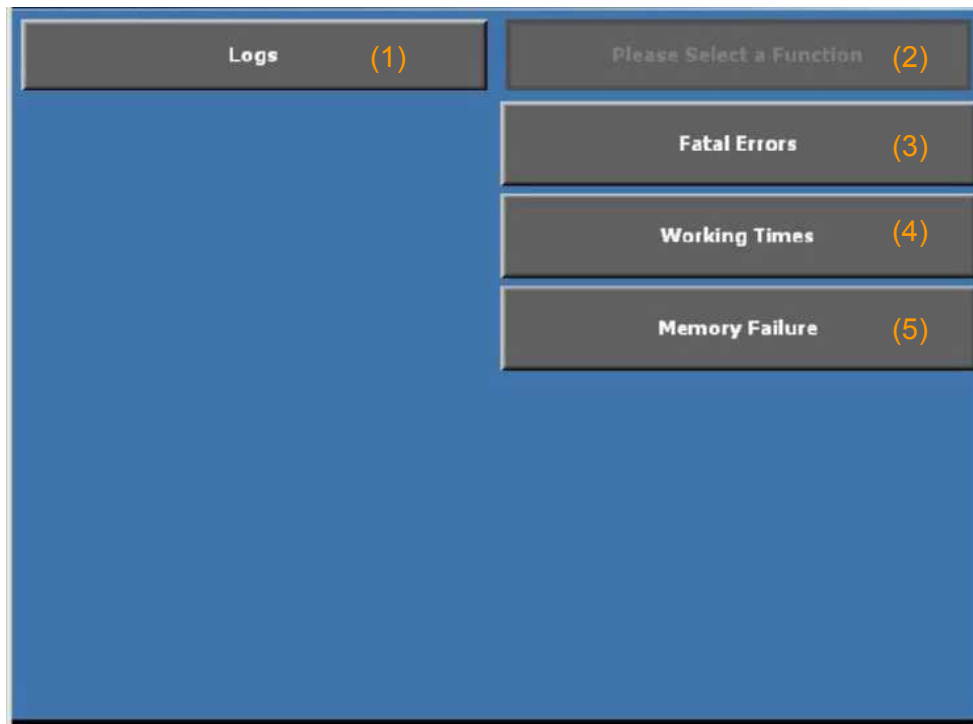 Logs (1)
Please Select a Function (2)
Fatal Errors (3)
Working Times (4)
Memory Failure (5)